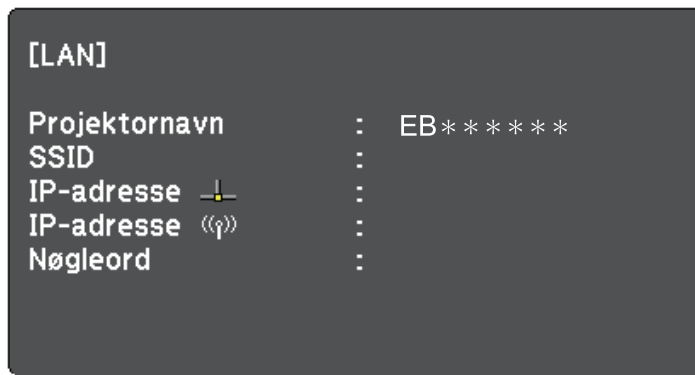 [LAN]
Projektornavn : EB******
SSID :
IP-adresse :
IP-adresse :
Nøgleord :